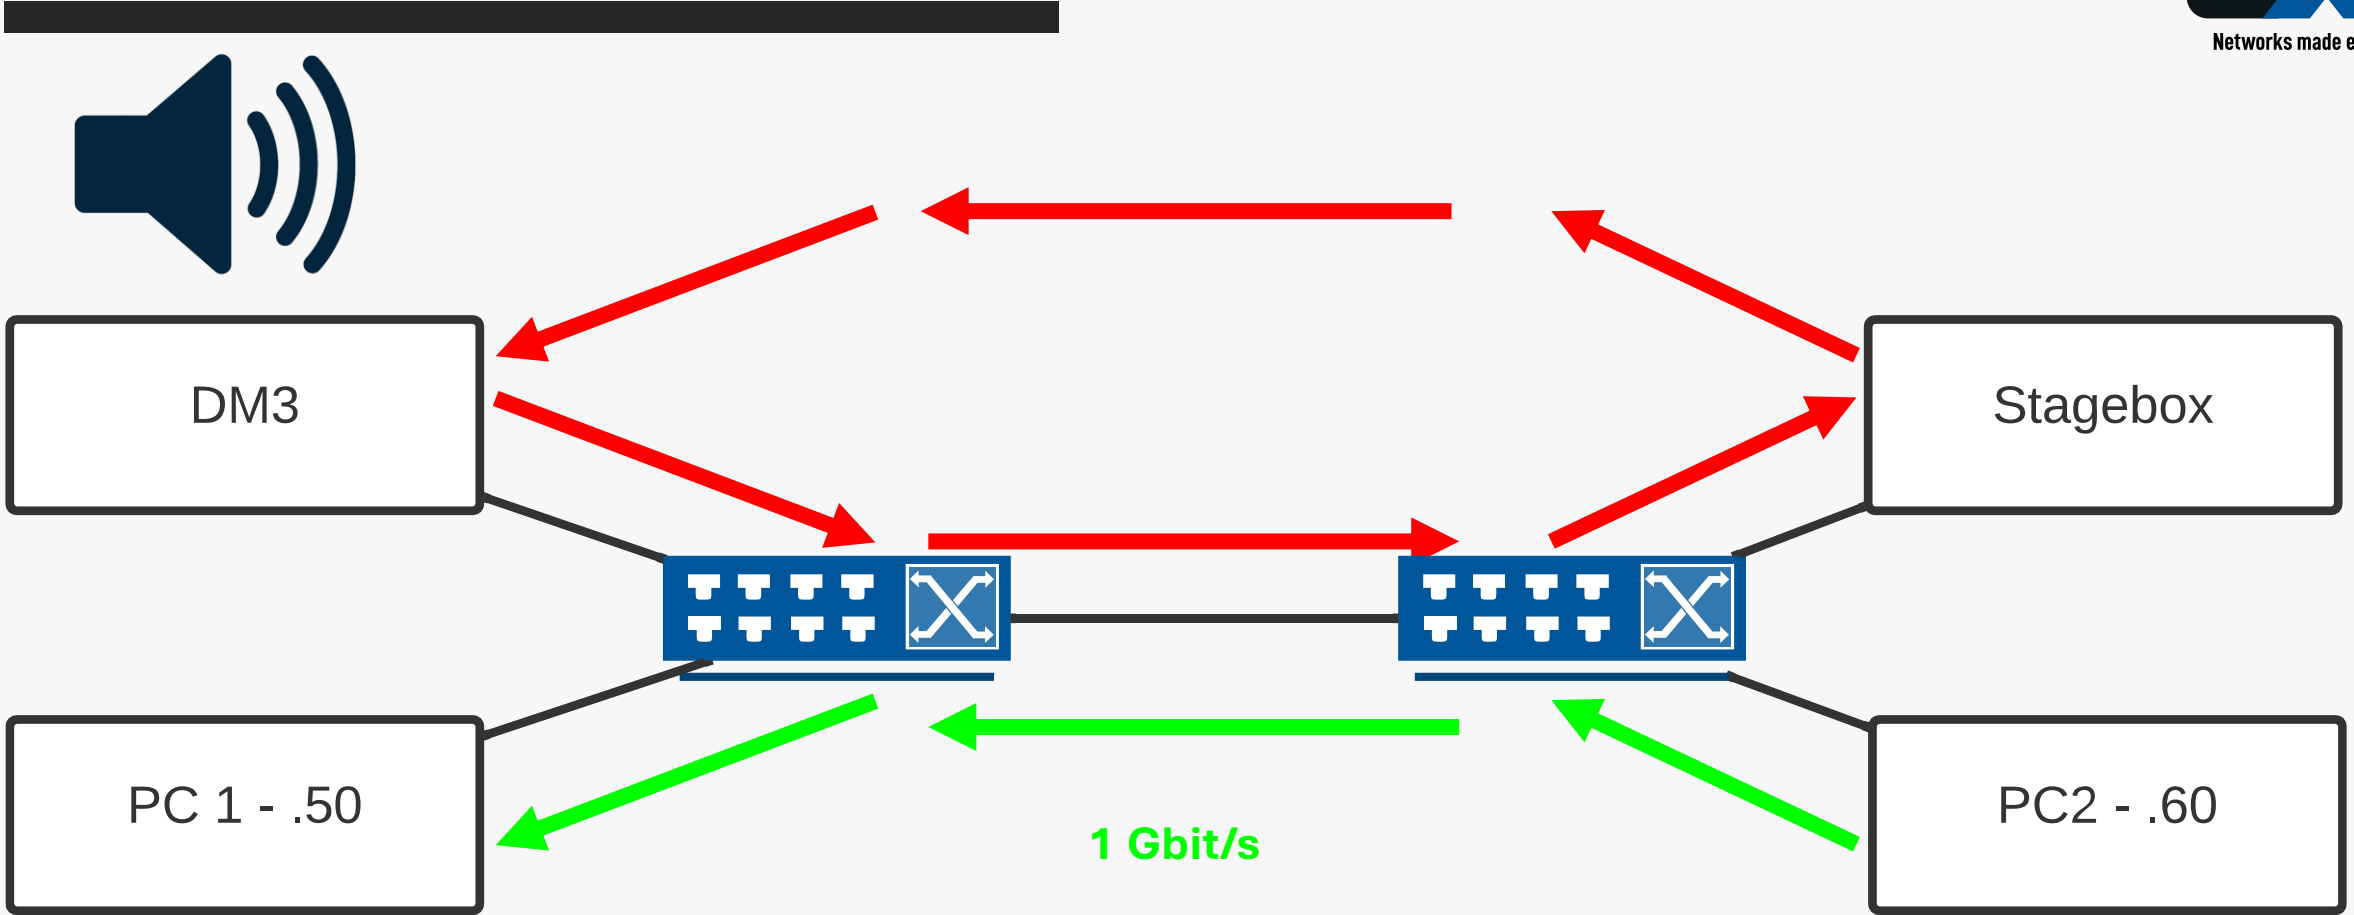 Networks made e
DM3
Stagebox
PC 1 - .50
PC2 - .60
1 Gbit/s